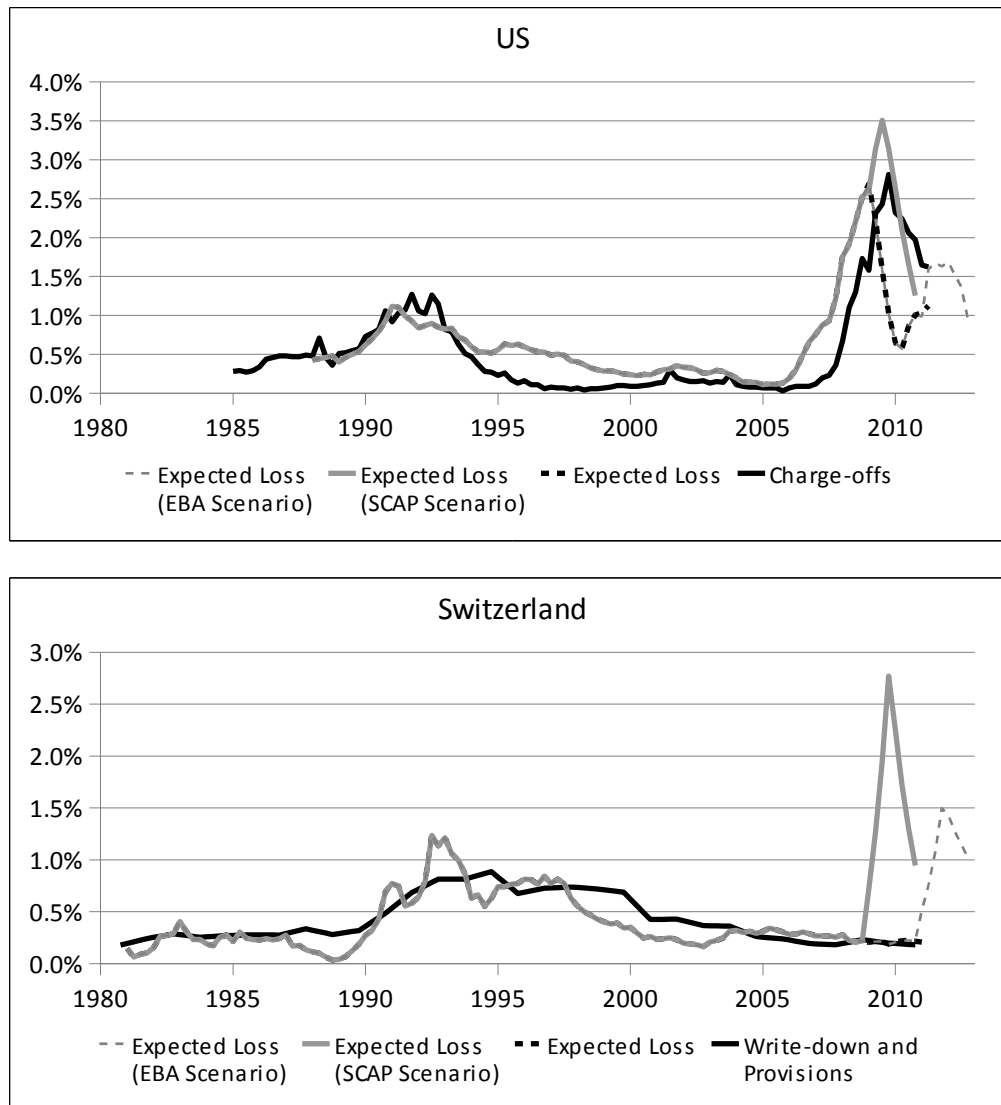 US
4.0%
3.5%
3.0%
2.5%
2.0%
1.5%
1.0%
0.5%
0.0%
1980 1985 1990 1995 2000 2005 2010
Expected Loss (EBA Scenario) Expected Loss (SCAP Scenario) Expected Loss Charge-offs
Switzerland
3.0%
2.5%
2.0%
1.5%
1.0%
0.5%
0.0%
1980 1985 1990 1995 2000 2005 2010
Expected Loss (EBA Scenario) Expected Loss (SCAP Scenario) Expected Loss Write-down and Provisions